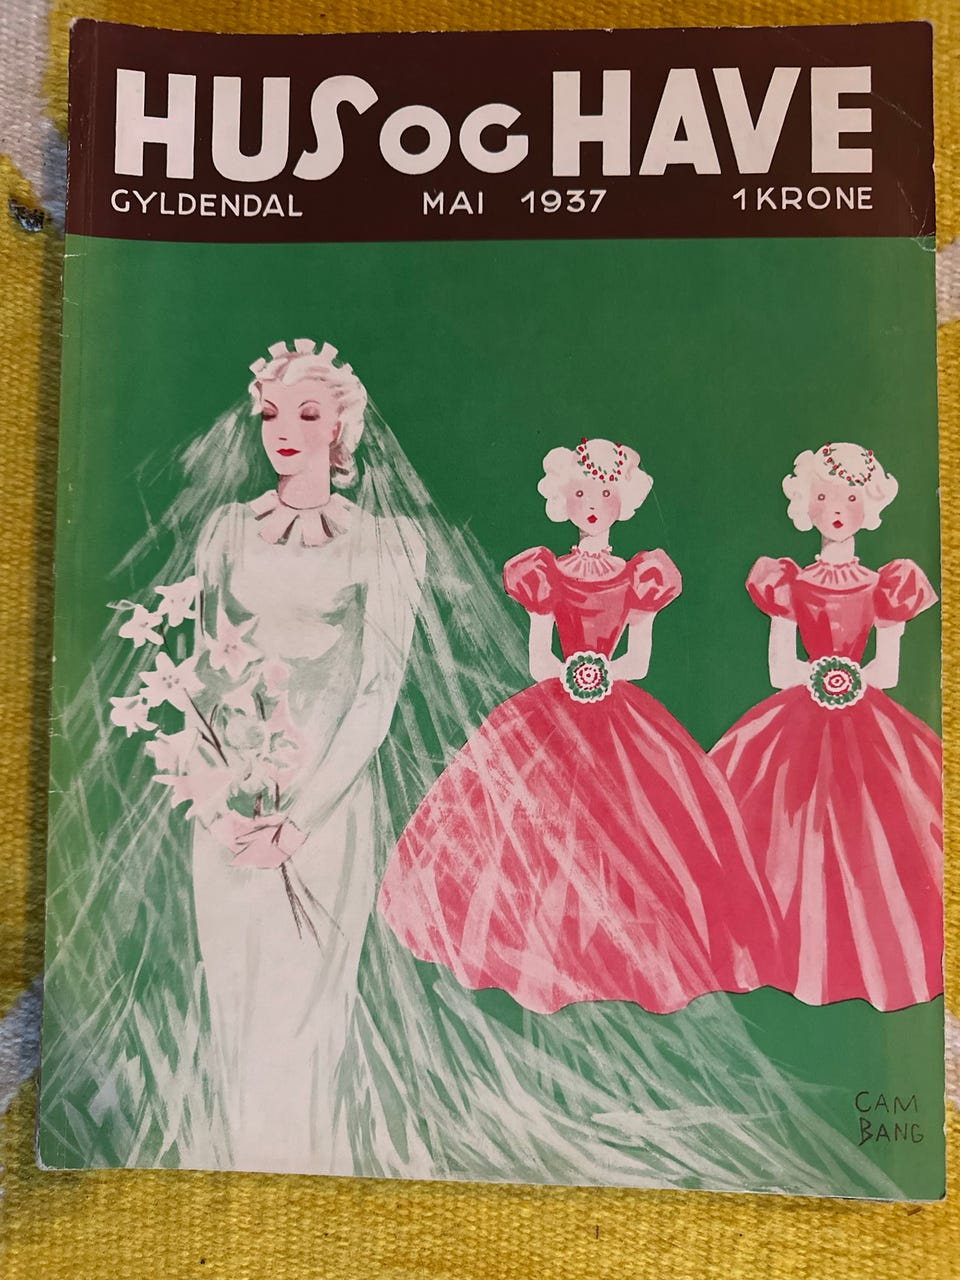 HUS OG HAVE
GYLDENDAL MAI 1937 1 KRONE
CAM
BANG